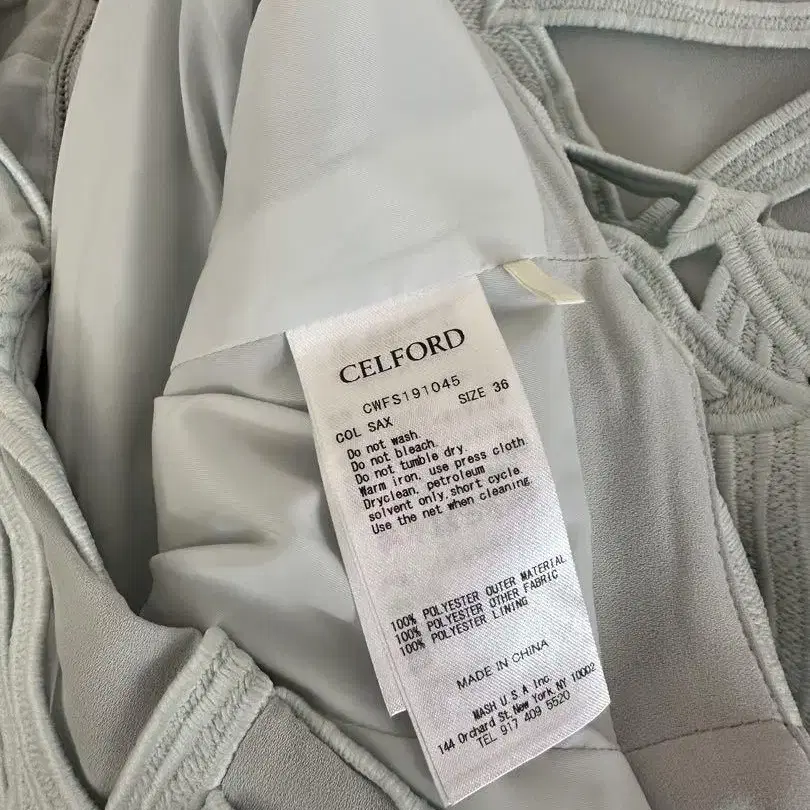 CELFORD
CWFS191045
COL SAX SIZE 36
Do not wash.
Do not bleach.
Do not tumble dry
Warm iron, use press cloth
Dryclean, petroleum
solvent only,short cycle
Use the net when cleaning.
100% POLYESTER OUTER MATERIAL
100% POLYESTER OTHER FABRIC
100% POLYESTER LINING
MADE IN CHINA
MASH U S A Inc.
144 Orchard St. New York, NY 10002
TEL 917 409 5520